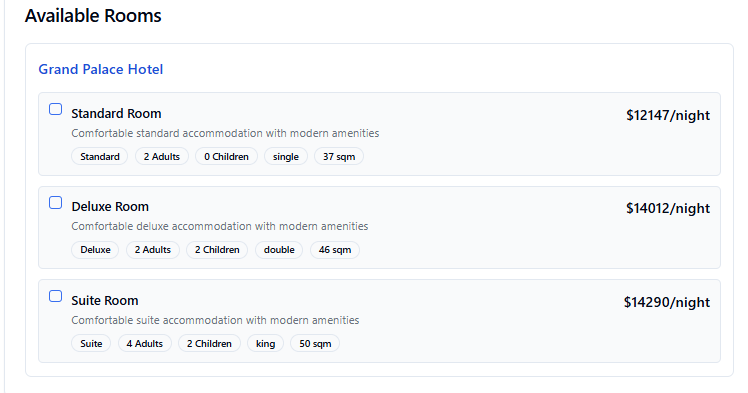 Available Rooms
Grand Palace Hotel
Standard Room $12147/night
Comfortable standard accommodation with modern amenities
Standard 2 Adults 0 Children single 37 sqm
Deluxe Room $14012/night
Comfortable deluxe accommodation with modern amenities
Deluxe 2 Adults 2 Children double 46 sqm
Suite Room $14290/night
Comfortable suite accommodation with modern amenities
Suite 4 Adults 2 Children king 50 sqm